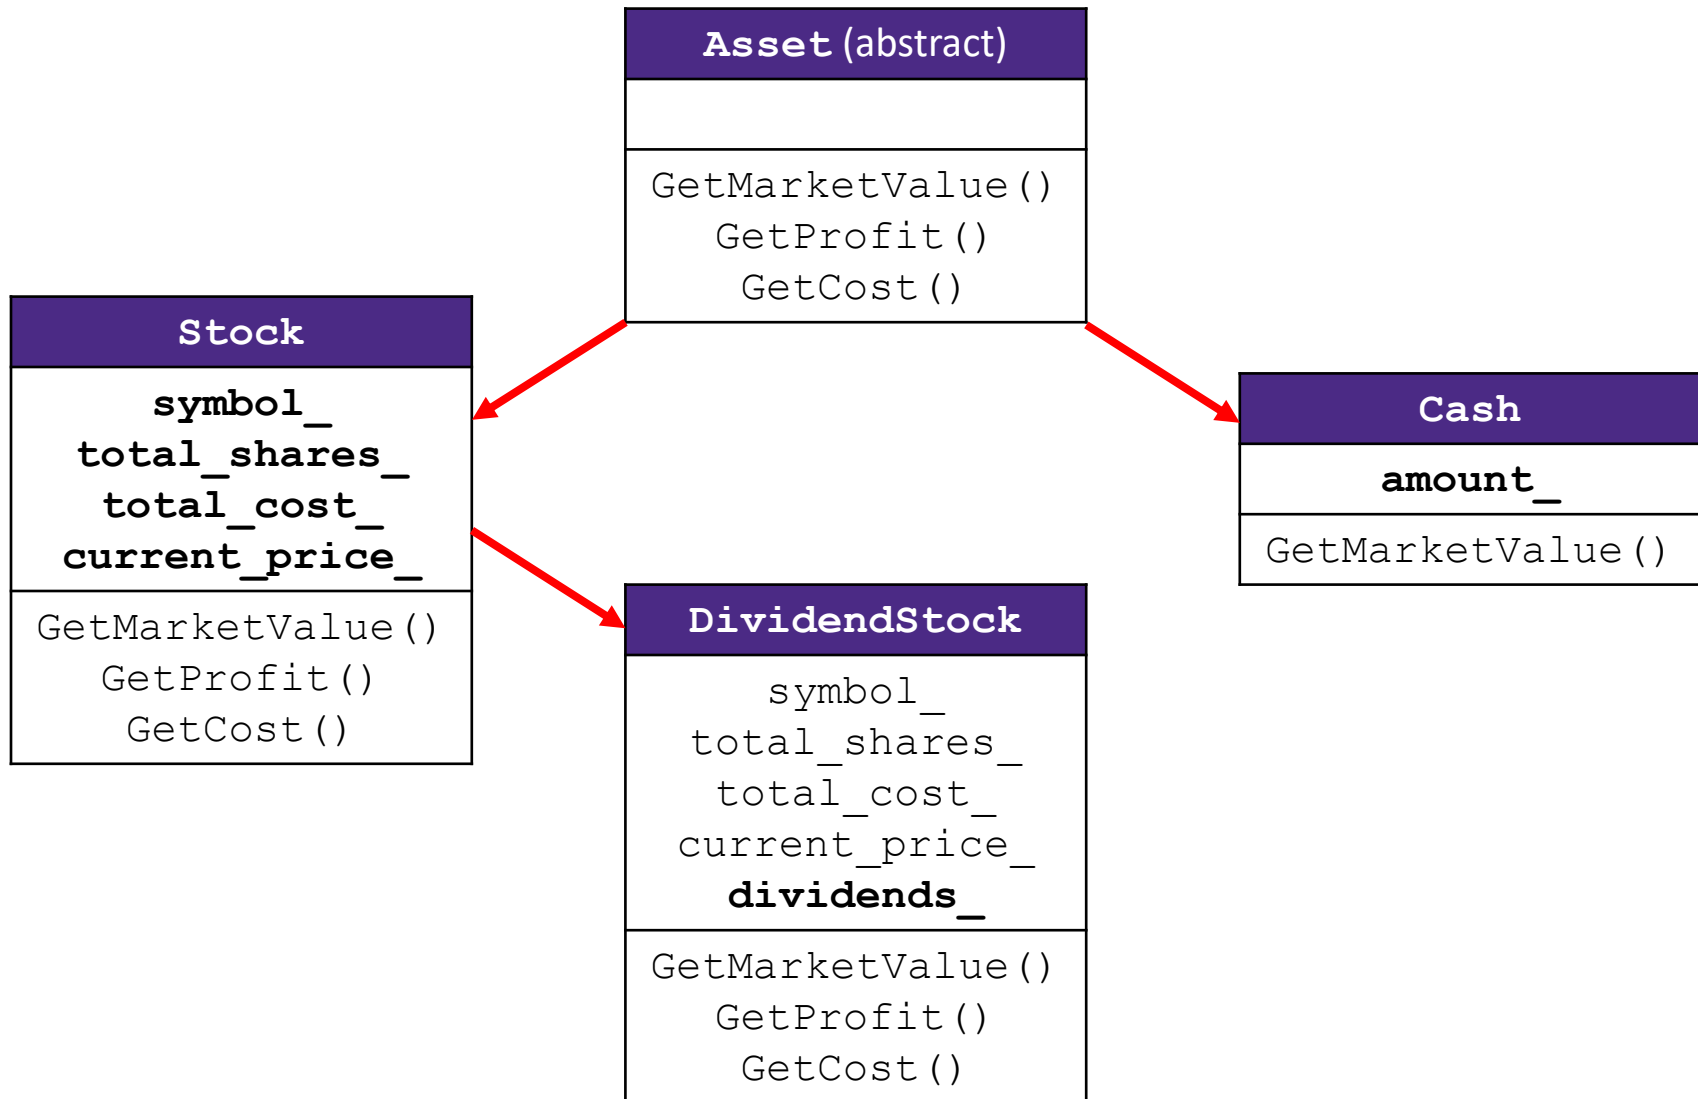 Asset (abstract)
GetMarketValue()
GetProfit()
GetCost()
Stock
symbol_
total_shares_
total_cost_
current_price_
GetMarketValue()
GetProfit()
GetCost()
Cash
amount_
GetMarketValue()
DividendStock
symbol_
total_shares_
total_cost_
current_price_
dividends_
GetMarketValue()
GetProfit()
GetCost()